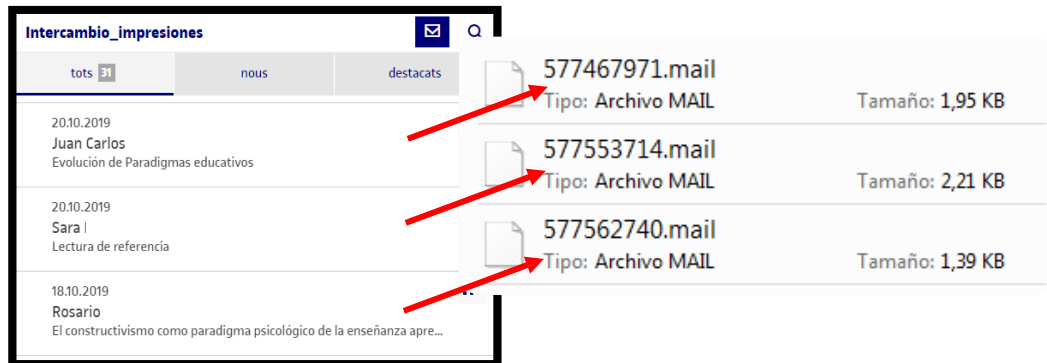 Intercambio_impresiones
tots 31 nous destacats
20.10.2019
Juan Carlos
Evolución de Paradigmas educativos
20.10.2019
Sara
Lectura de referencia
18.10.2019
Rosario
El constructivismo como paradigma psicológico de la enseñanza apre...
577467971.mail
Tipo: Archivo MAIL Tamaño: 1,95 KB
577553714.mail
Tipo: Archivo MAIL Tamaño: 2,21 KB
577562740.mail
Tipo: Archivo MAIL Tamaño: 1,39 KB